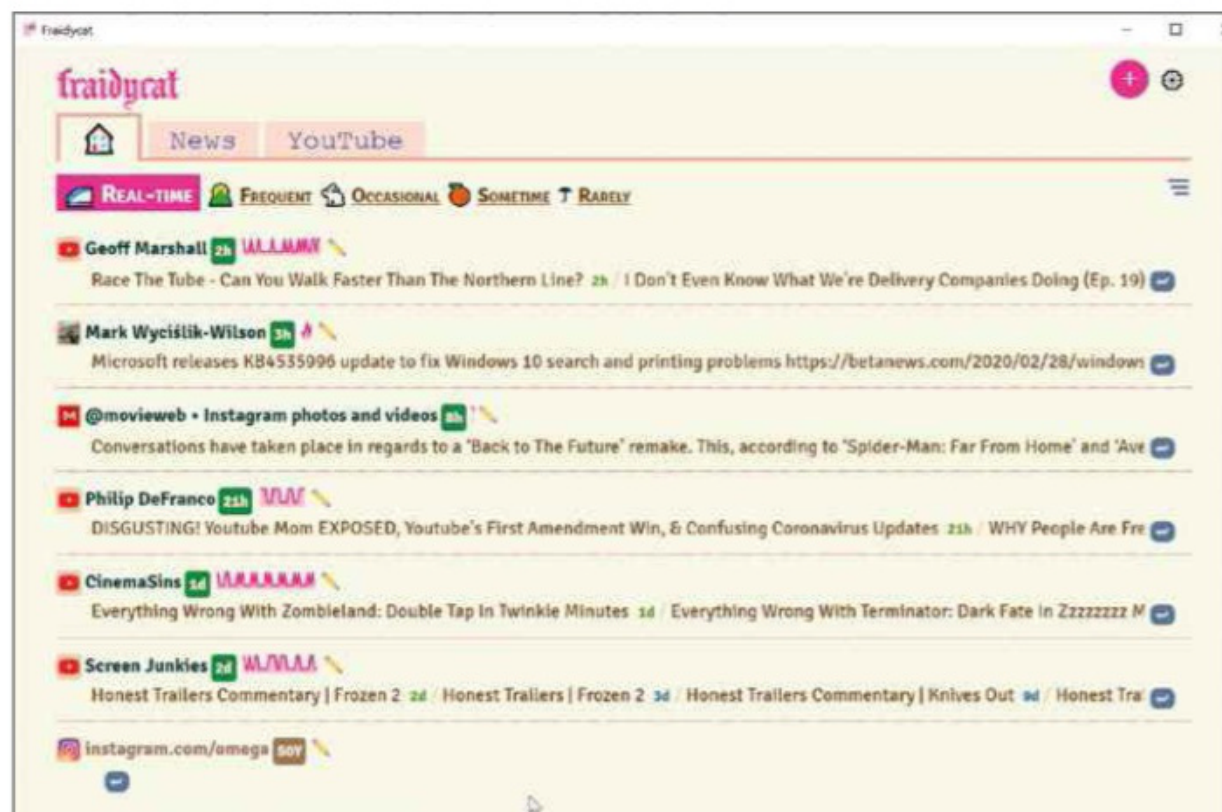 Fraidycat
fraidycat
News YouTube
REAL-TIME FREQUENT OCCASIONAL SOMETIME RARELY
Geoff Marshall 2h
Race The Tube - Can You Walk Faster Than The Northern Line? 2h / I Don't Even Know What We're Delivery Companies Doing (Ep. 19)
Mark Wyciślik-Wilson 3h
Microsoft releases KB4535996 update to fix Windows 10 search and printing problems https://betanews.com/2020/02/28/windows
@movieweb • Instagram photos and videos 8h
Conversations have taken place in regards to a 'Back to The Future' remake. This, according to 'Spider-Man: Far From Home' and 'Ave
Philip DeFranco 21h
DISGUSTING! Youtube Mom EXPOSED, Youtube's First Amendment Win, & Confusing Coronavirus Updates 21h / WHY People Are Fre
CinemaSins 1d
Everything Wrong With Zombieland: Double Tap In Twinkie Minutes 1d / Everything Wrong With Terminator: Dark Fate In Zzzzzzzz M
Screen Junkies 2d
Honest Trailers Commentary | Frozen 2 2d / Honest Trailers | Frozen 2 3d / Honest Trailers Commentary | Knives Out 9d / Honest Tra
instagram.com/omega 50Y